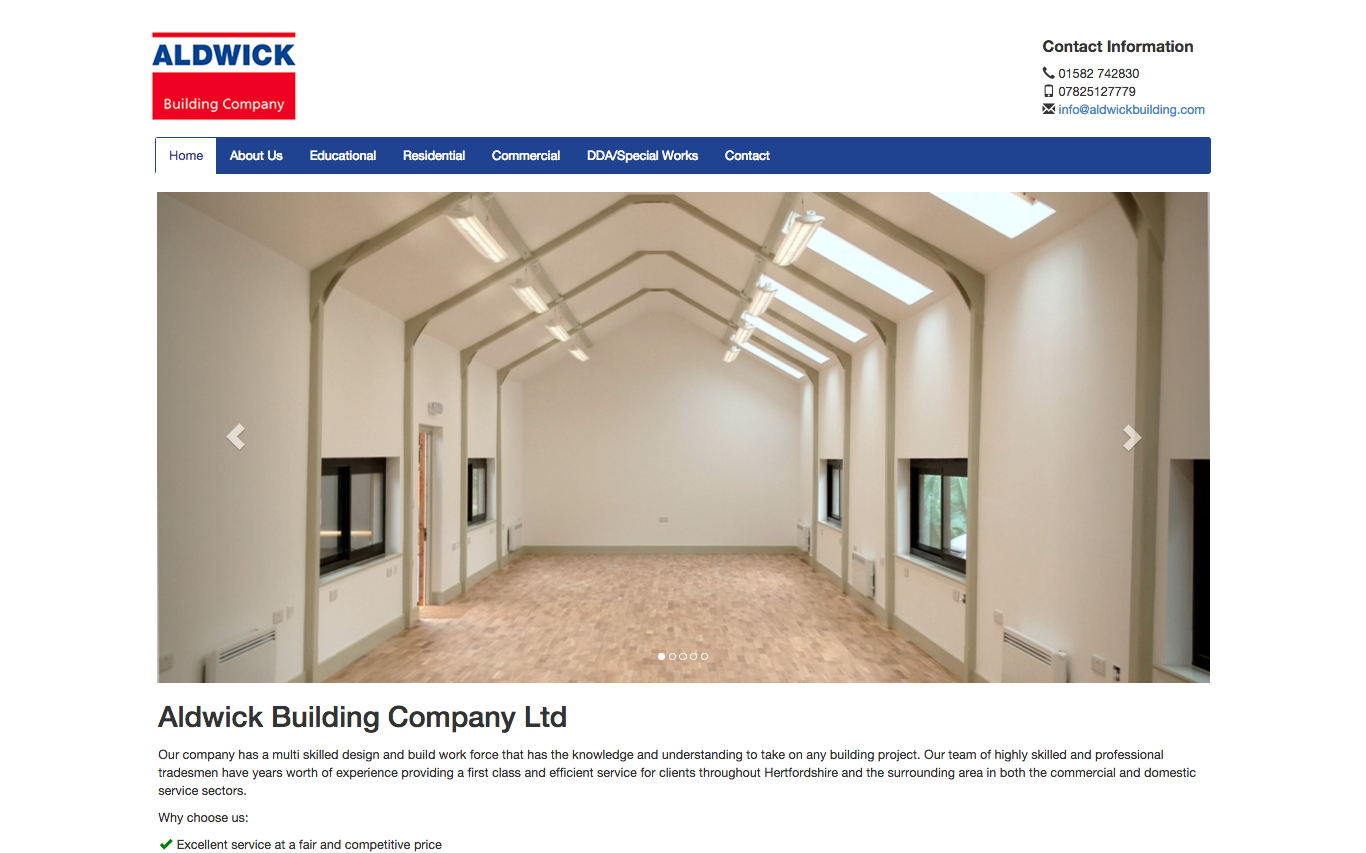 ALDWICK
Building Company
Contact Information
01582 742830
07825127779
info@aldwickbuilding.com
Home About Us Educational Residential Commercial DDA/Special Works Contact
Aldwick Building Company Ltd
Our company has a multi skilled design and build work force that has the knowledge and understanding to take on any building project. Our team of highly skilled and professional
tradesmen have years worth of experience providing a first class and efficient service for clients throughout Hertfordshire and the surrounding area in both the commercial and domestic
service sectors.
Why choose us:
Excellent service at a fair and competitive price